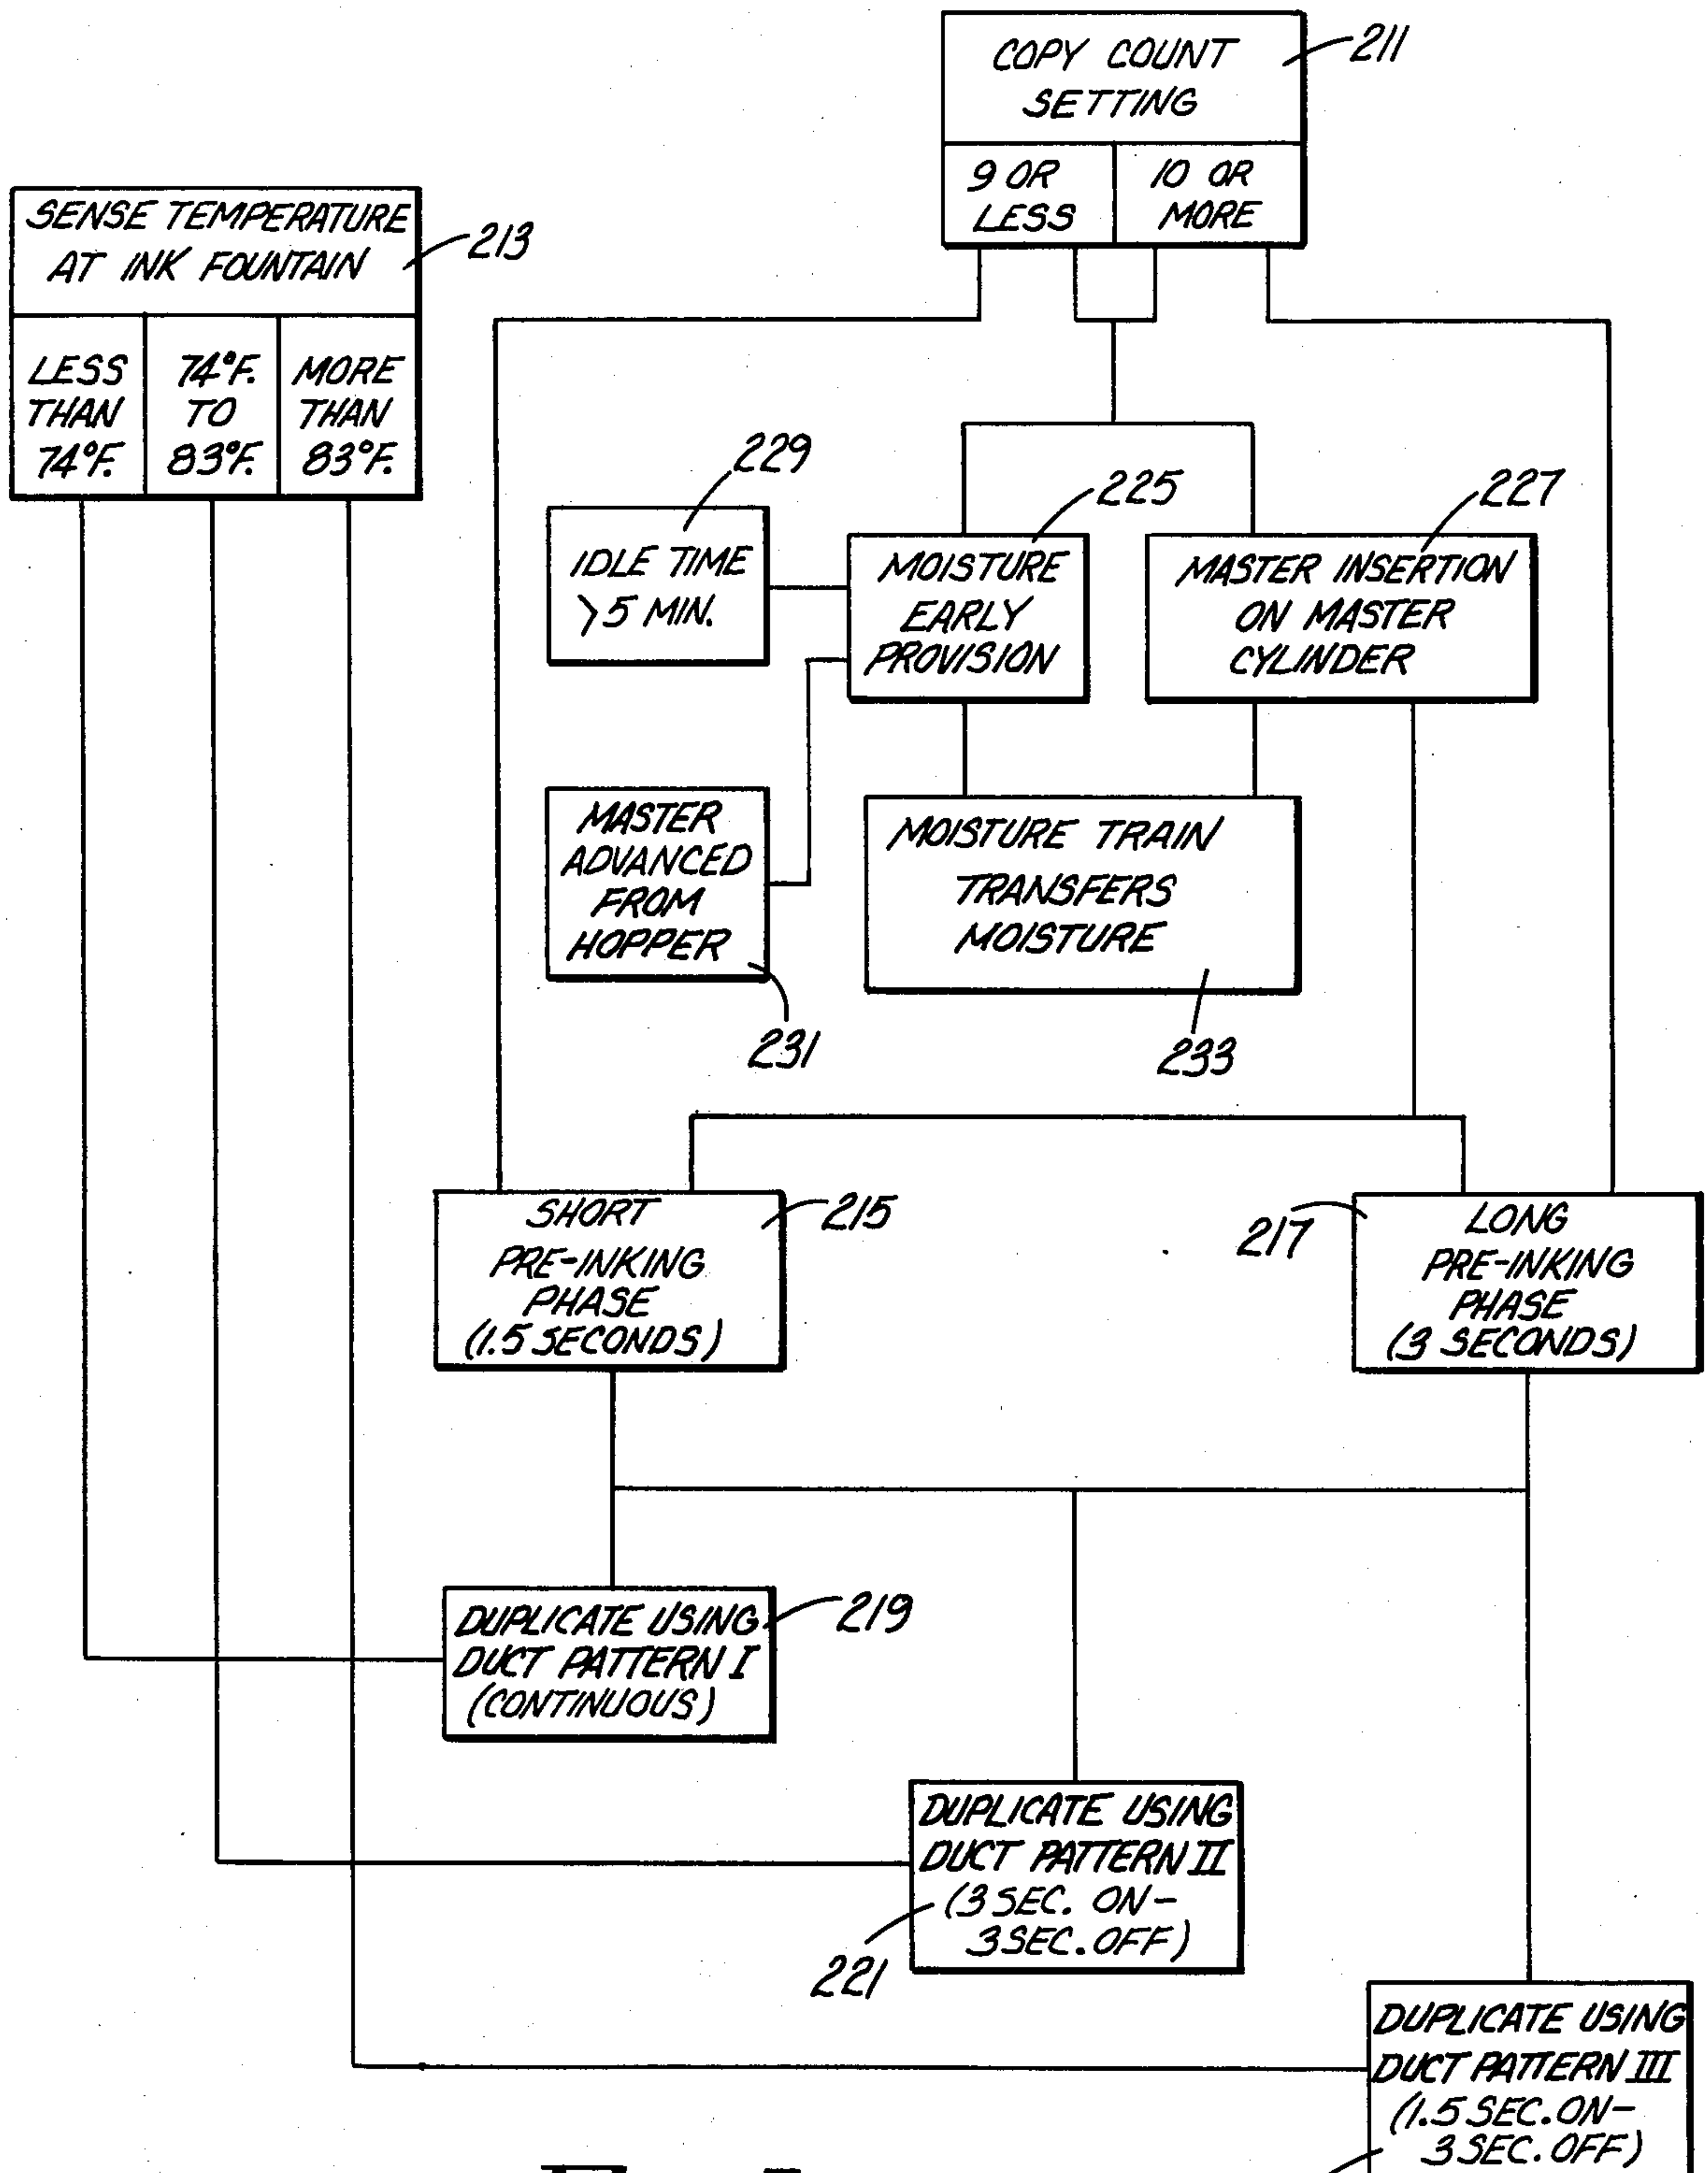 COPY COUNT
SETTING
211
9 OR
LESS
10 OR
MORE
SENSE TEMPERATURE
AT INK FOUNTAIN
213
LESS
THAN
74°F.
74°F.
TO
83°F.
MORE
THAN
83°F.
229
IDLE TIME
>5 MIN.
225
MOISTURE
EARLY
PROVISION
227
MASTER INSERTION
ON MASTER
CYLINDER
MASTER
ADVANCED
FROM
HOPPER
231
MOISTURE TRAIN
TRANSFERS
MOISTURE
233
SHORT
PRE-INKING
PHASE
(1.5 SECONDS)
215
217
LONG
PRE-INKING
PHASE
(3 SECONDS)
DUPLICATE USING
DUCT PATTERN I
(CONTINUOUS)
219
DUPLICATE USING
DUCT PATTERN II
(3 SEC. ON-
3 SEC. OFF)
221
DUPLICATE USING
DUCT PATTERN III
(1.5 SEC. ON-
3 SEC. OFF)